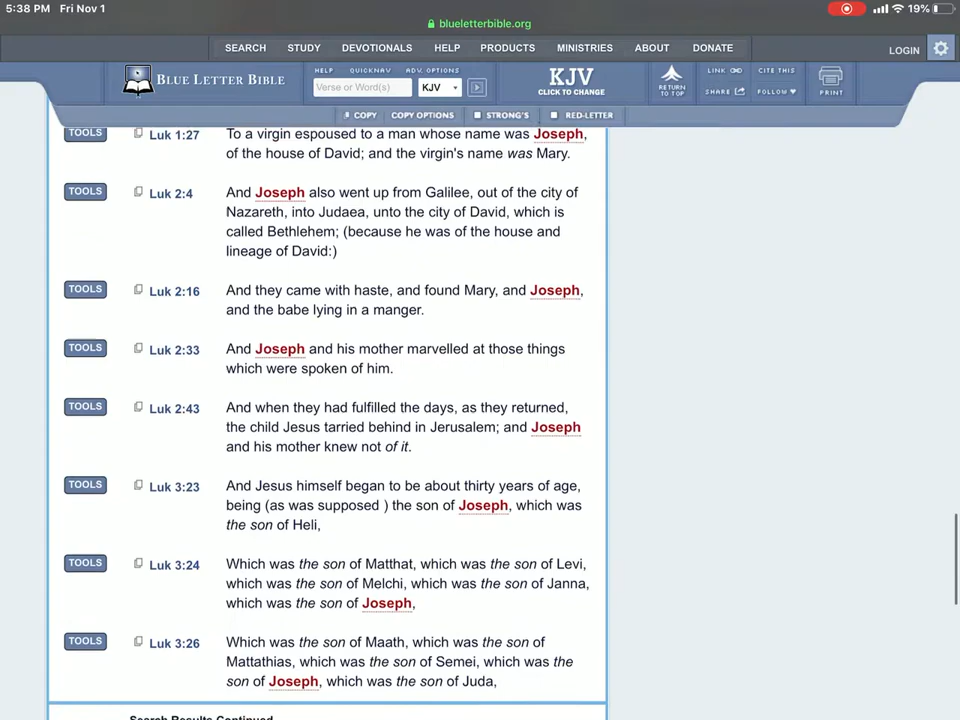 5:38 PM Fri Nov 1 19%
blueletterbible.org
SEARCH STUDY DEVOTIONALS HELP PRODUCTS MINISTRIES ABOUT DONATE LOGIN
BLUE LETTER BIBLE
HELP QUICKNAV ADV. OPTIONS
Verse or Word(s) KJV
KJV
CLICK TO CHANGE
RETURN
TO TOP
LINK CITE THIS
SHARE FOLLOW
PRINT
COPY COPY OPTIONS STRONG'S RED-LETTER
TOOLS Luk 1:27 To a virgin espoused to a man whose name was Joseph,
of the house of David; and the virgin's name was Mary.
TOOLS Luk 2:4 And Joseph also went up from Galilee, out of the city of
Nazareth, into Judaea, unto the city of David, which is
called Bethlehem; (because he was of the house and
lineage of David:)
TOOLS Luk 2:16 And they came with haste, and found Mary, and Joseph,
and the babe lying in a manger.
TOOLS Luk 2:33 And Joseph and his mother marvelled at those things
which were spoken of him.
TOOLS Luk 2:43 And when they had fulfilled the days, as they returned,
the child Jesus tarried behind in Jerusalem; and Joseph
and his mother knew not of it.
TOOLS Luk 3:23 And Jesus himself began to be about thirty years of age,
being (as was supposed ) the son of Joseph, which was
the son of Heli,
TOOLS Luk 3:24 Which was the son of Matthat, which was the son of Levi,
which was the son of Melchi, which was the son of Janna,
which was the son of Joseph,
TOOLS Luk 3:26 Which was the son of Maath, which was the son of
Mattathias, which was the son of Semei, which was the
son of Joseph, which was the son of Juda,
Search Results Continued